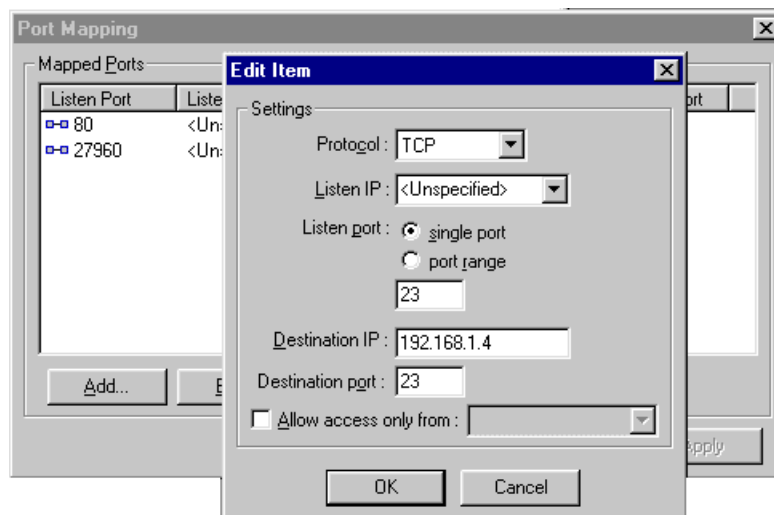 Port Mapping
Mapped Ports
Listen Port
80
27960
Edit Item
Settings
Protocol : TCP
Listen IP : <Unspecified>
Listen port : single port
port range
23
Destination IP : 192.168.1.4
Destination port : 23
Allow access only from :
OK Cancel
Add...
Apply